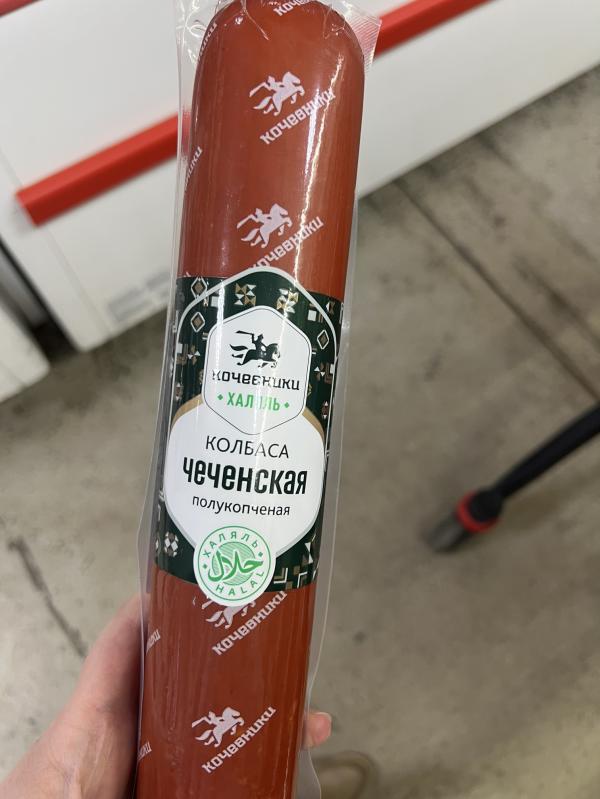 кочевники
кочевники
кочевники
кочевники
• ХАЛЯЛЬ •
КОЛБАСА
чеченская
полукопченая
ХАЛЯЛЬ
حلال
HALAL
кочевники
кочевники